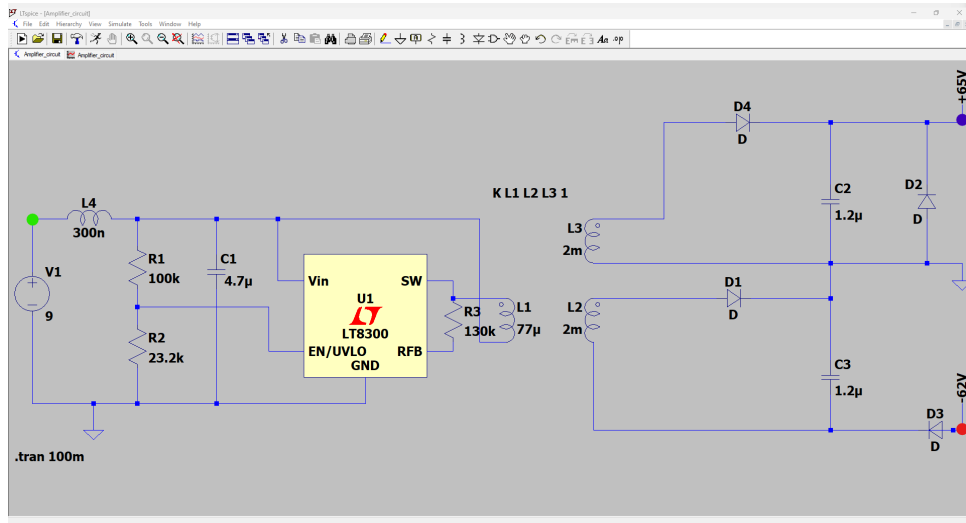 LTspice - [Amplifier_circuit]
File Edit Hierarchy View Simulate Tools Window Help
Amplifier_circuit Amplifier_circuit
+65V
D4
D
K L1 L2 L3 1
C2
1.2µ
D2
D
L4
300n
L3
2m
R1
100k
C1
4.7µ
V1
9
Vin
SW
U1
LT8300
EN/UVLO
RFB
GND
R3
130k
L1
77µ
L2
2m
D1
D
R2
23.2k
C3
1.2µ
-62V
D3
D
.tran 100m